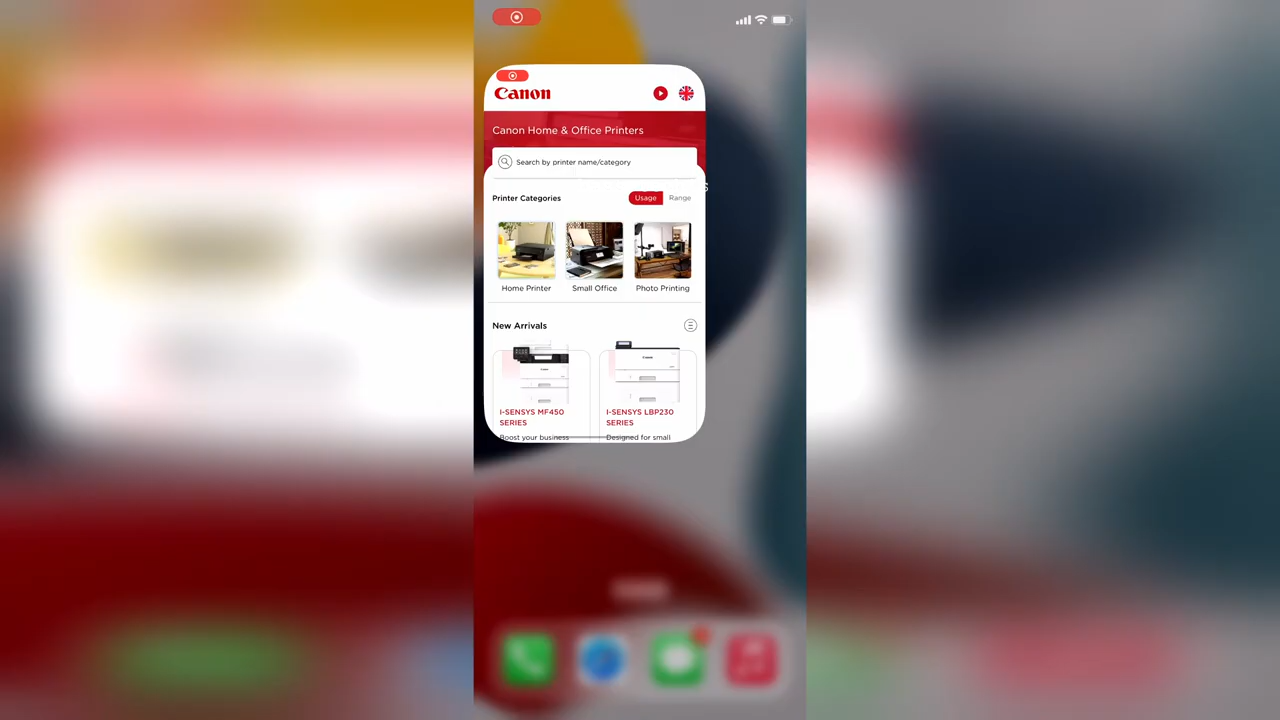 Canon
Canon Home & Office Printers
Search by printer name/category
Printer Categories
Usage
Range
Home Printer
Small Office
Photo Printing
New Arrivals
I-SENSYS MF450
SERIES
Boost your business
I-SENSYS LBP230
SERIES
Designed for small